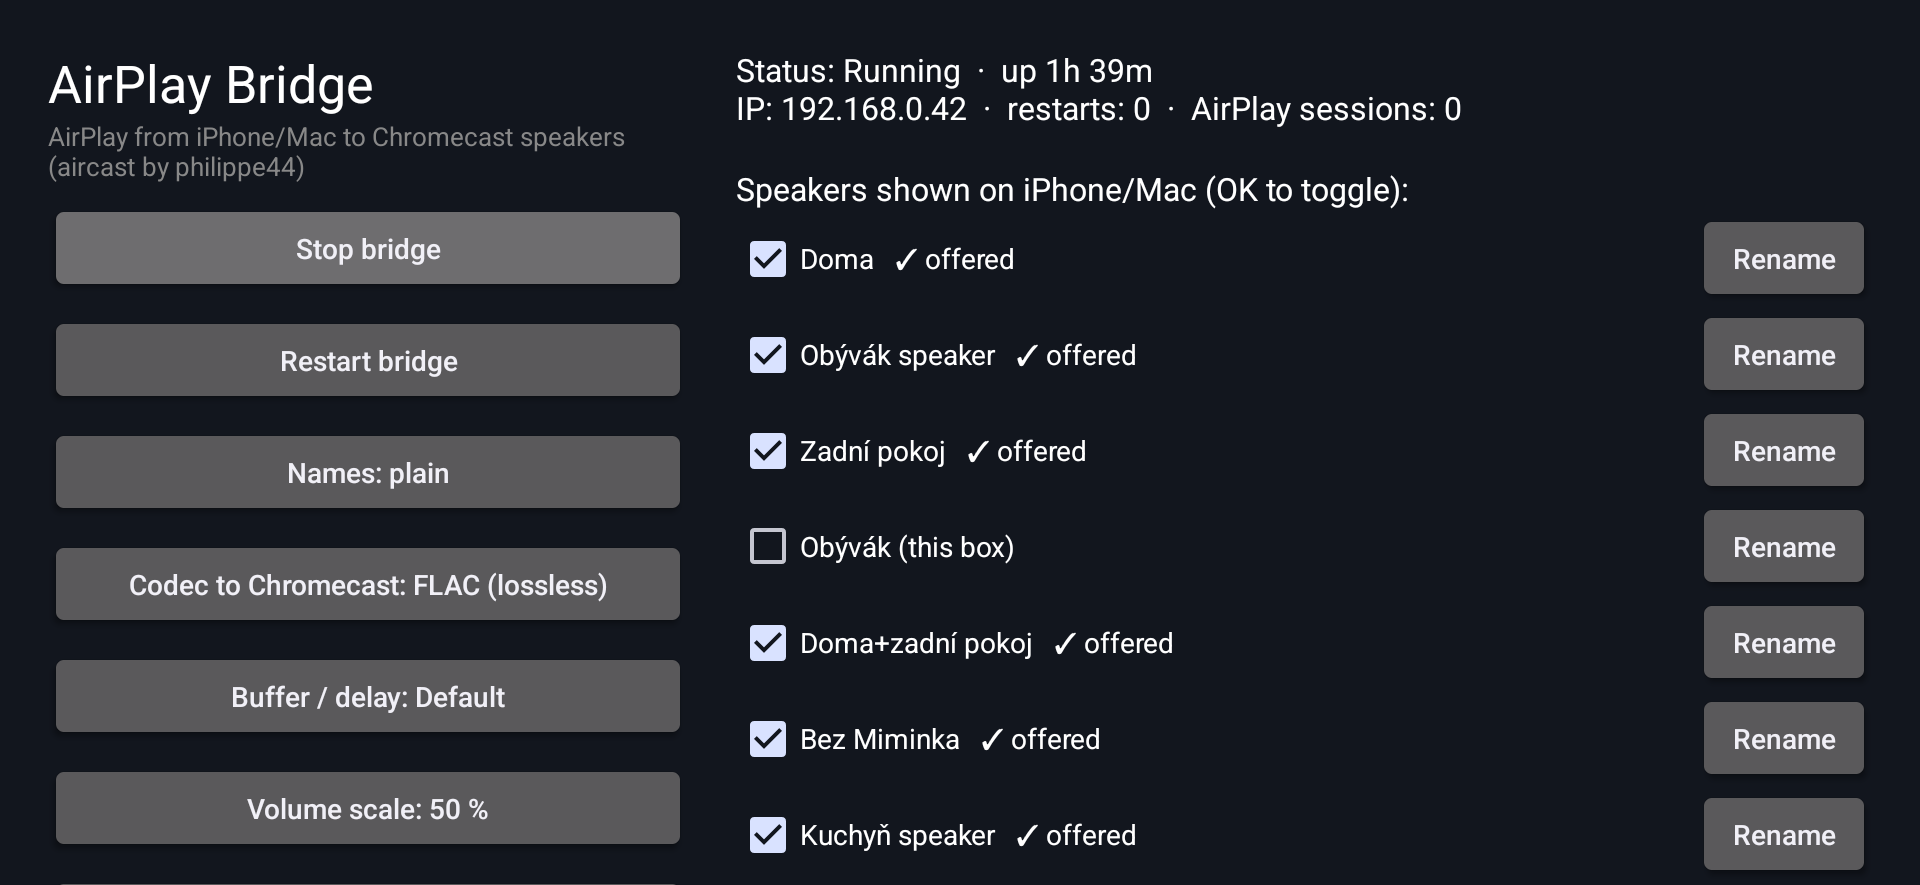 AirPlay Bridge
AirPlay from iPhone/Mac to Chromecast speakers
(aircast by philippe44)
Stop bridge
Restart bridge
Names: plain
Codec to Chromecast: FLAC (lossless)
Buffer / delay: Default
Volume scale: 50 %
Status: Running · up 1h 39m
IP: 192.168.0.42 · restarts: 0 · AirPlay sessions: 0
Speakers shown on iPhone/Mac (OK to toggle):
Doma ✓ offered Rename
Obývák speaker ✓ offered Rename
Zadní pokoj ✓ offered Rename
Obývák (this box) Rename
Doma+zadní pokoj ✓ offered Rename
Bez Miminka ✓ offered Rename
Kuchyň speaker ✓ offered Rename